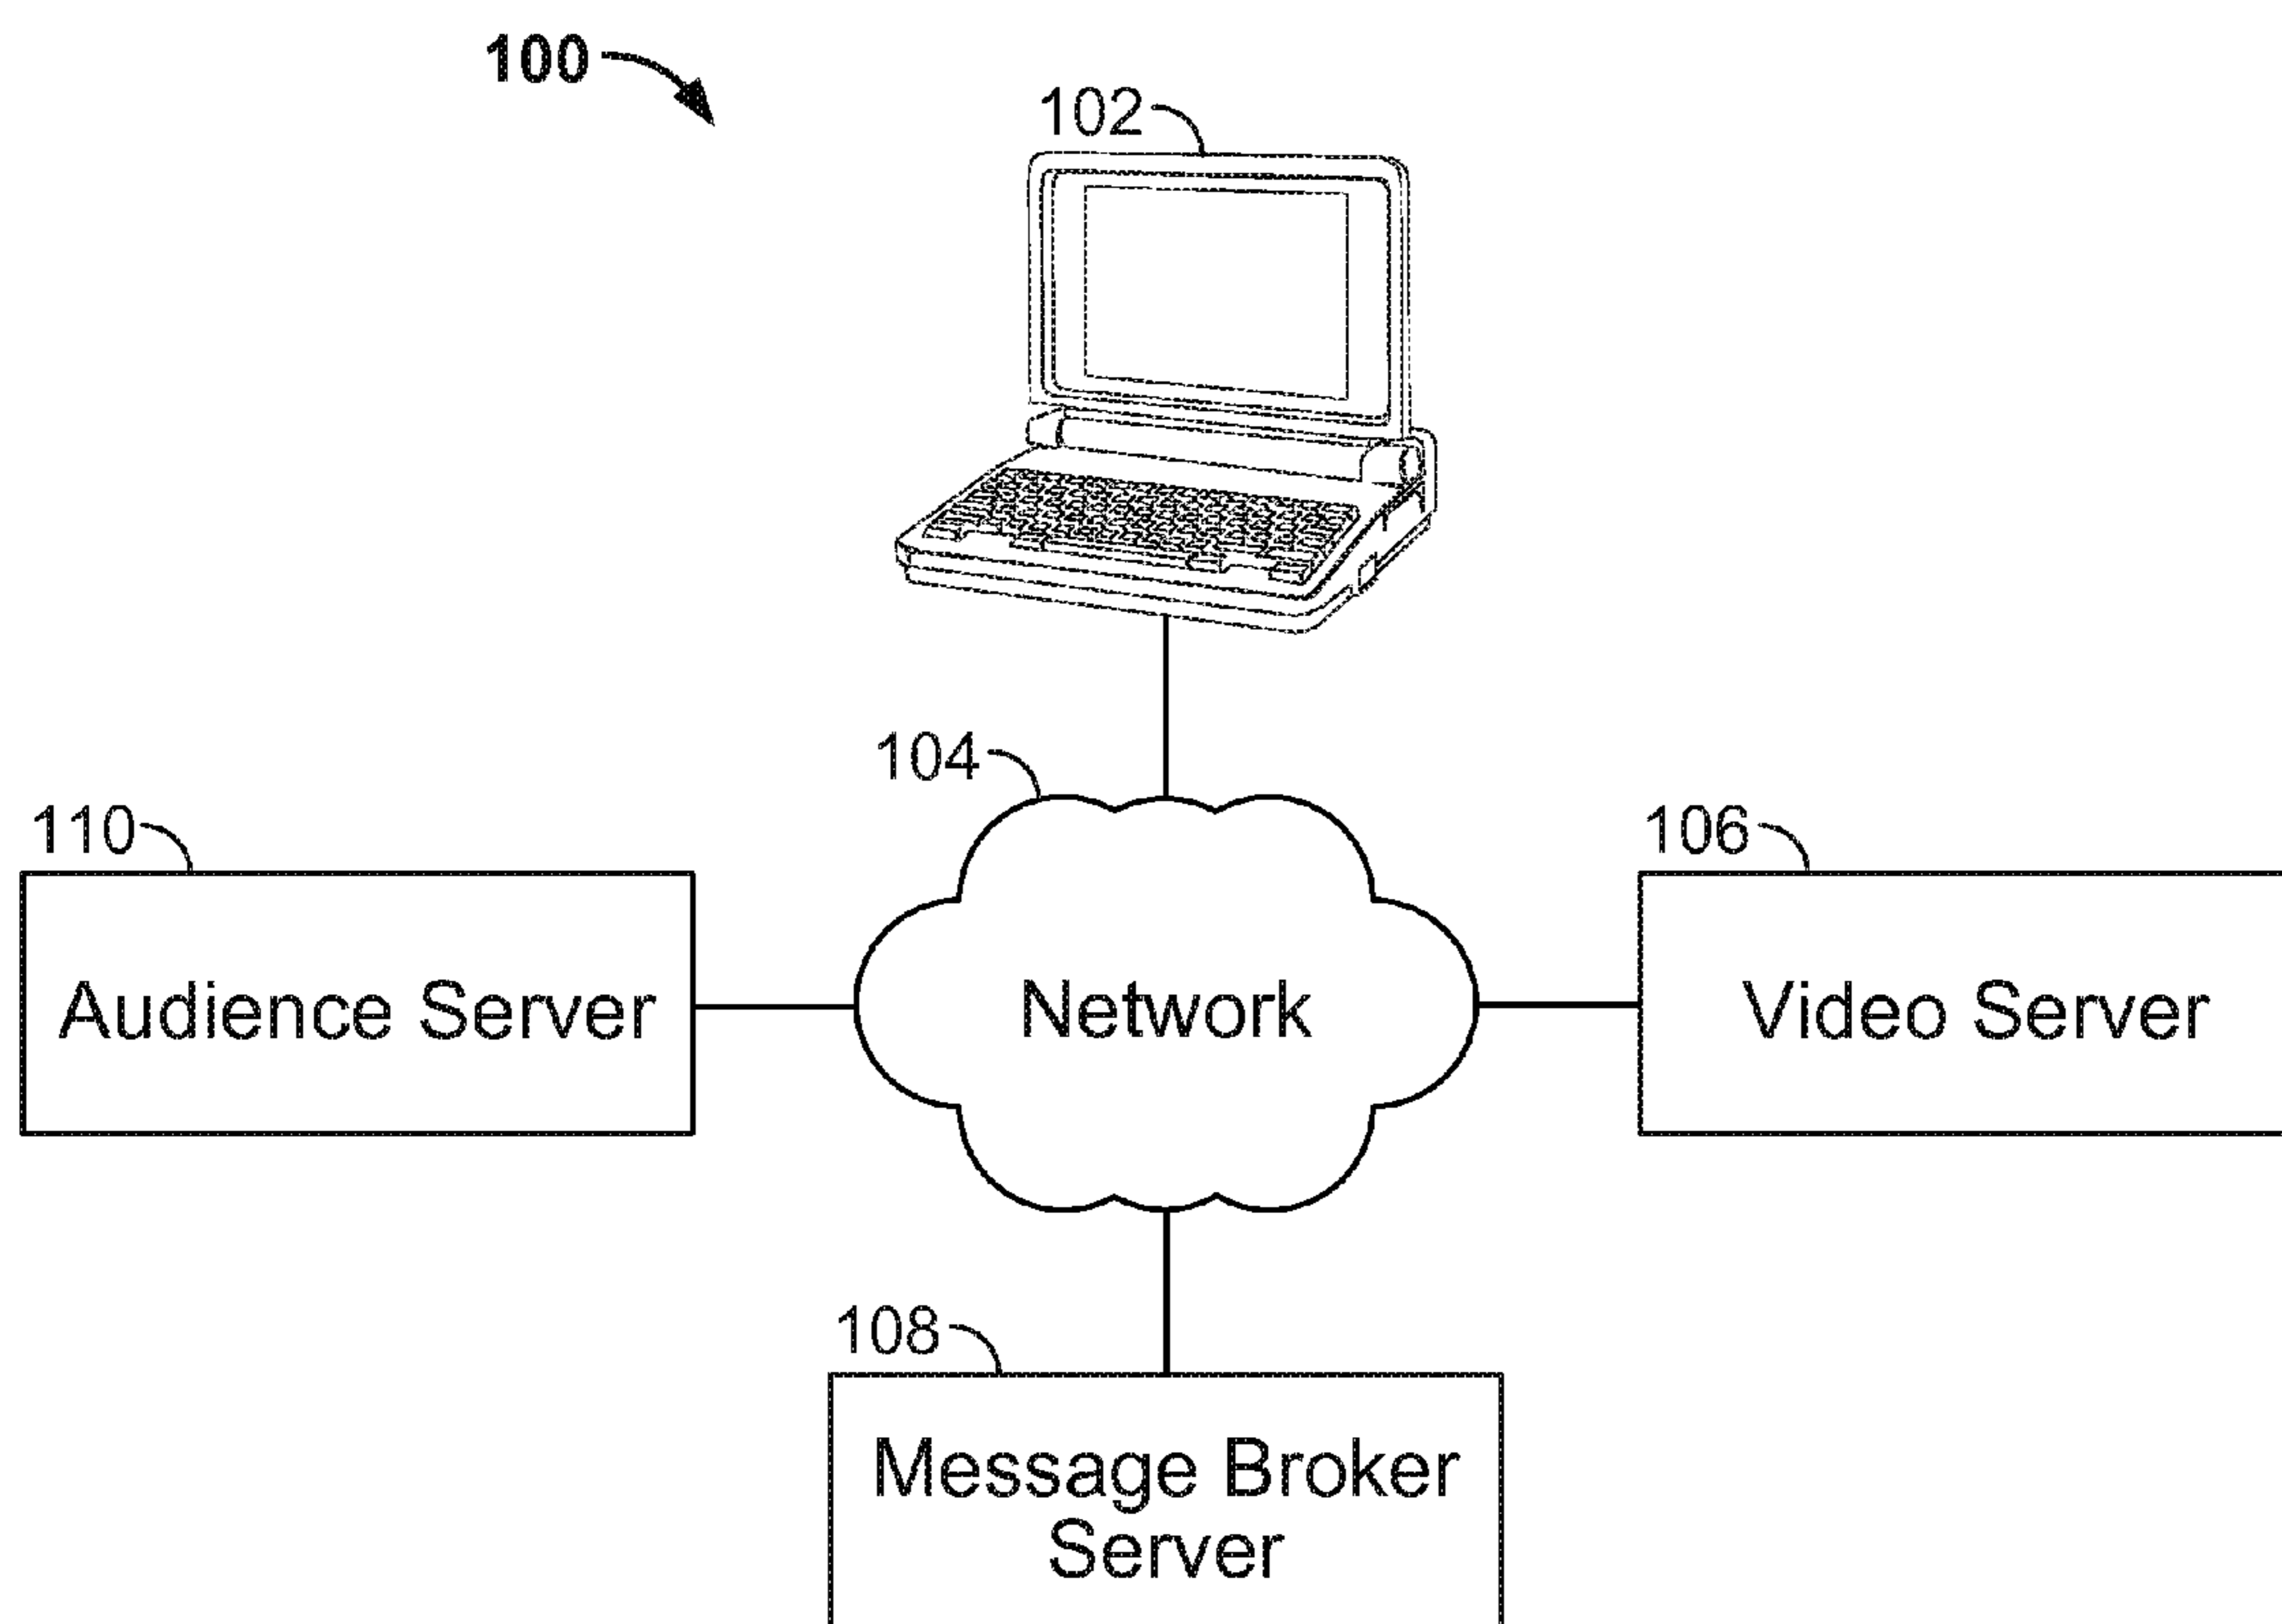 100
102
104
110
106
Audience Server
Network
Video Server
108
Message Broker
Server